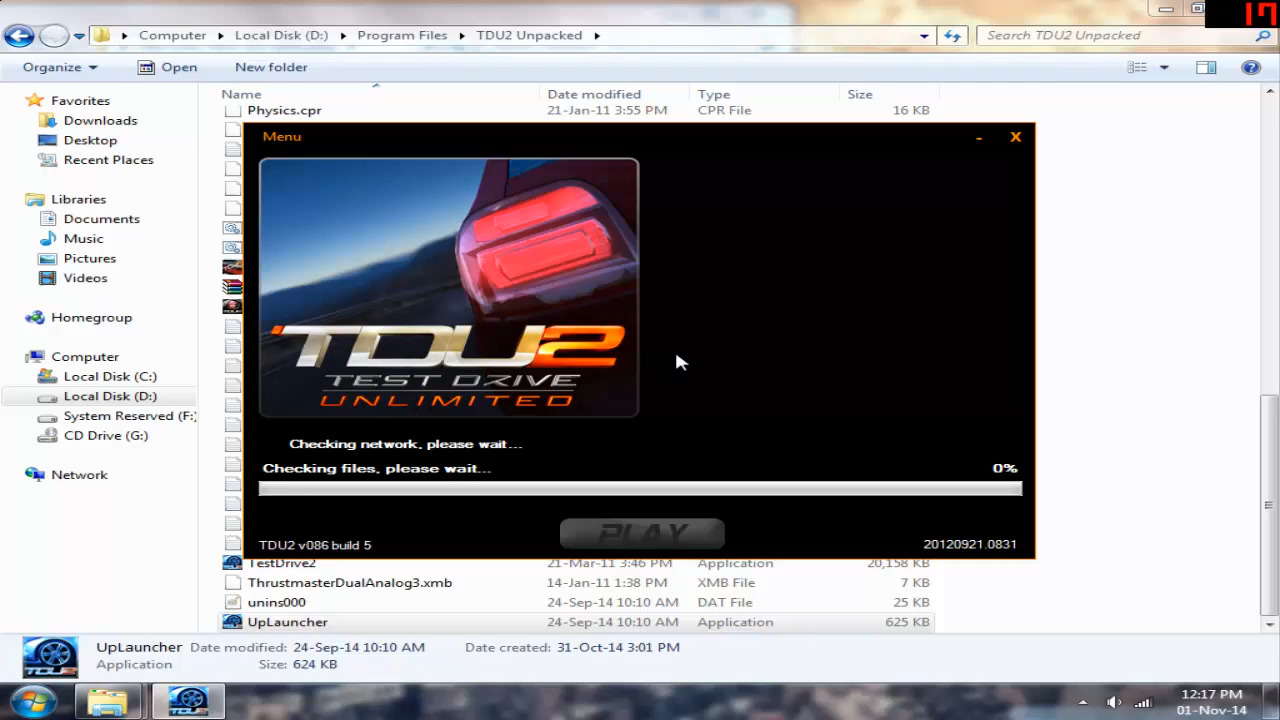 17
Computer Local Disk (D:) Program Files TDU2 Unpacked
Search TDU2 Unpacked
Organize Open New folder
Name Date modified Type Size
Favorites
Downloads
Desktop
Recent Places
Libraries
Documents
Music
Pictures
Videos
Homegroup
Computer
Local Disk (C:)
Local Disk (D:)
System Reserved (F:)
CD Drive (G:)
Network
Physics.cpr 21-Jan-11 3:55 PM CPR File 16 KB
Menu - X
TDU2
TEST DRIVE
UNLIMITED
Checking network, please wait...
Checking files, please wait... 0%
PLAY
TDU2 v086 build 5 20120921.0831
TestDrive2 21-Mar-11 3:46 PM Application 20,158 KB
ThrustmasterDualAnalog3.xmb 14-Jan-11 1:38 PM XMB File 7 KB
unins000 24-Sep-14 10:10 AM DAT File 25 KB
UpLauncher 24-Sep-14 10:10 AM Application 625 KB
UpLauncher Date modified: 24-Sep-14 10:10 AM Date created: 31-Oct-14 3:01 PM
Application Size: 624 KB
TDU2
12:17 PM
01-Nov-14